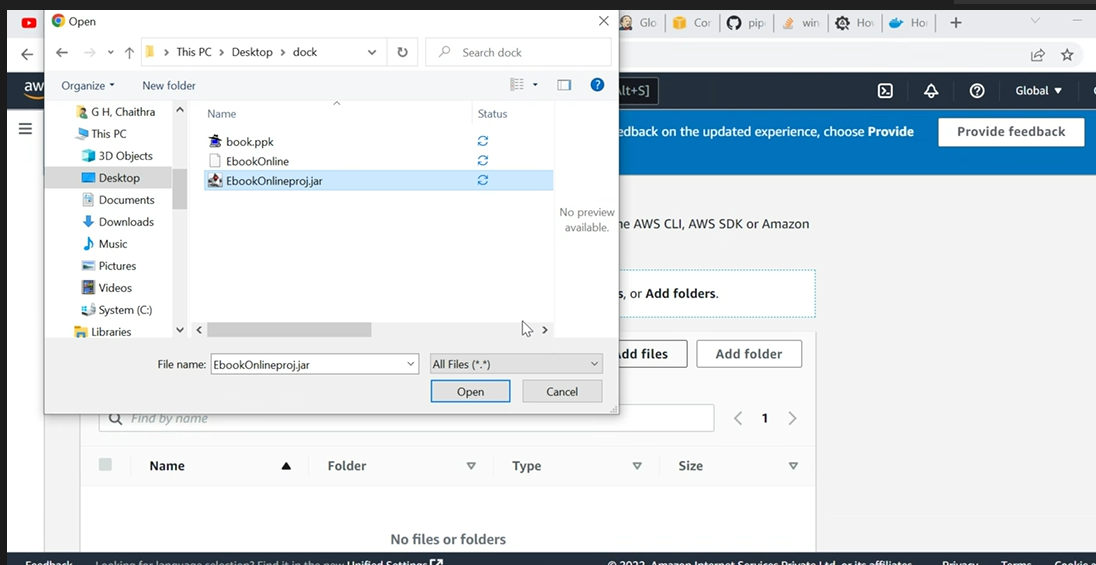 Open
Glo
Cor
pip
win
Hov
Hor
This PC
Desktop
dock
Search dock
Organize
New folder
aw
\lt+S]
Global
G H, Chaithra
This PC
3D Objects
Desktop
Documents
Downloads
Music
Pictures
Videos
System (C:)
Libraries
Name
Status
book.ppk
EbookOnline
EbookOnlineproj.jar
No preview
available.
edback on the updated experience, choose Provide
Provide feedback
ne AWS CLI, AWS SDK or Amazon
s, or Add folders.
File name:
EbookOnlineproj.jar
All Files (*.*)
Open
Cancel
Add files
Add folder
Find by name
1
Name
Folder
Type
Size
No files or folders
Feedback
Looking for language selection? Find it in the new Unified Settings
© 2022, Amazon Internet Services Private Ltd. or its affiliates.
Privacy
Terms
Cookie